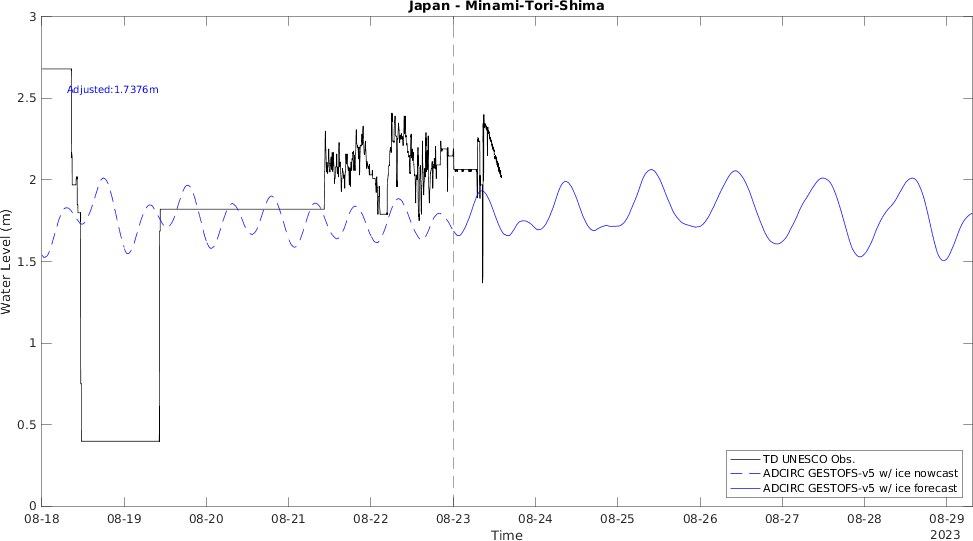 Japan - Minami-Tori-Shima
Water Level (m)
3
2.5
2
1.5
1
0.5
0
Adjusted:1.7376m
TD UNESCO Obs.
ADCIRC GESTOFS-v5 w/ ice nowcast
ADCIRC GESTOFS-v5 w/ ice forecast
08-18 08-19 08-20 08-21 08-22 08-23 08-24 08-25 08-26 08-27 08-28 08-29
2023
Time